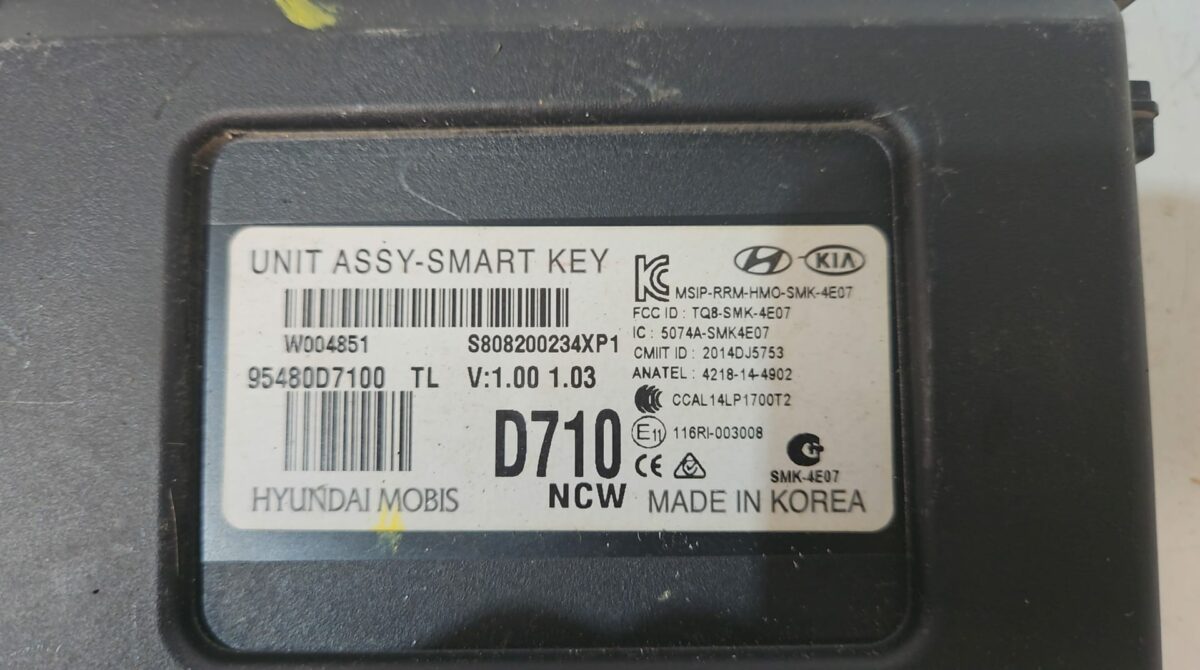 UNIT ASSY-SMART KEY
W004851 S808200234XP1
95480D7100 TL V:1.00 1.03
D710
NCW
HYUNDAI MOBIS
KIA
MSIP-RRM-HMO-SMK-4E07
FCC ID : TQ8-SMK-4E07
IC : 5074A-SMK4E07
CMIIT ID : 2014DJ5753
ANATEL : 4218-14-4902
CCAL14LP1700T2
E11 116RI-003008
CE
SMK-4E07
MADE IN KOREA